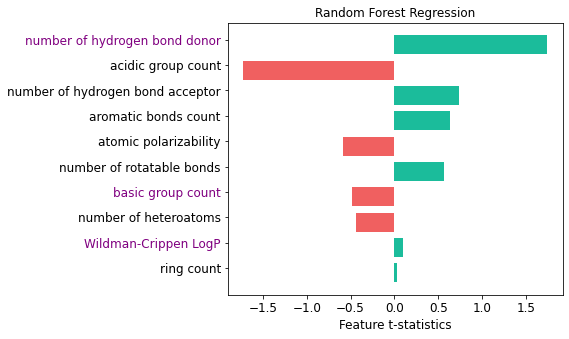 Random Forest Regression
number of hydrogen bond donor
acidic group count
number of hydrogen bond acceptor
aromatic bonds count
atomic polarizability
number of rotatable bonds
basic group count
number of heteroatoms
Wildman-Crippen LogP
ring count
−1.5 −1.0 −0.5 0.0 0.5 1.0 1.5
Feature t-statistics